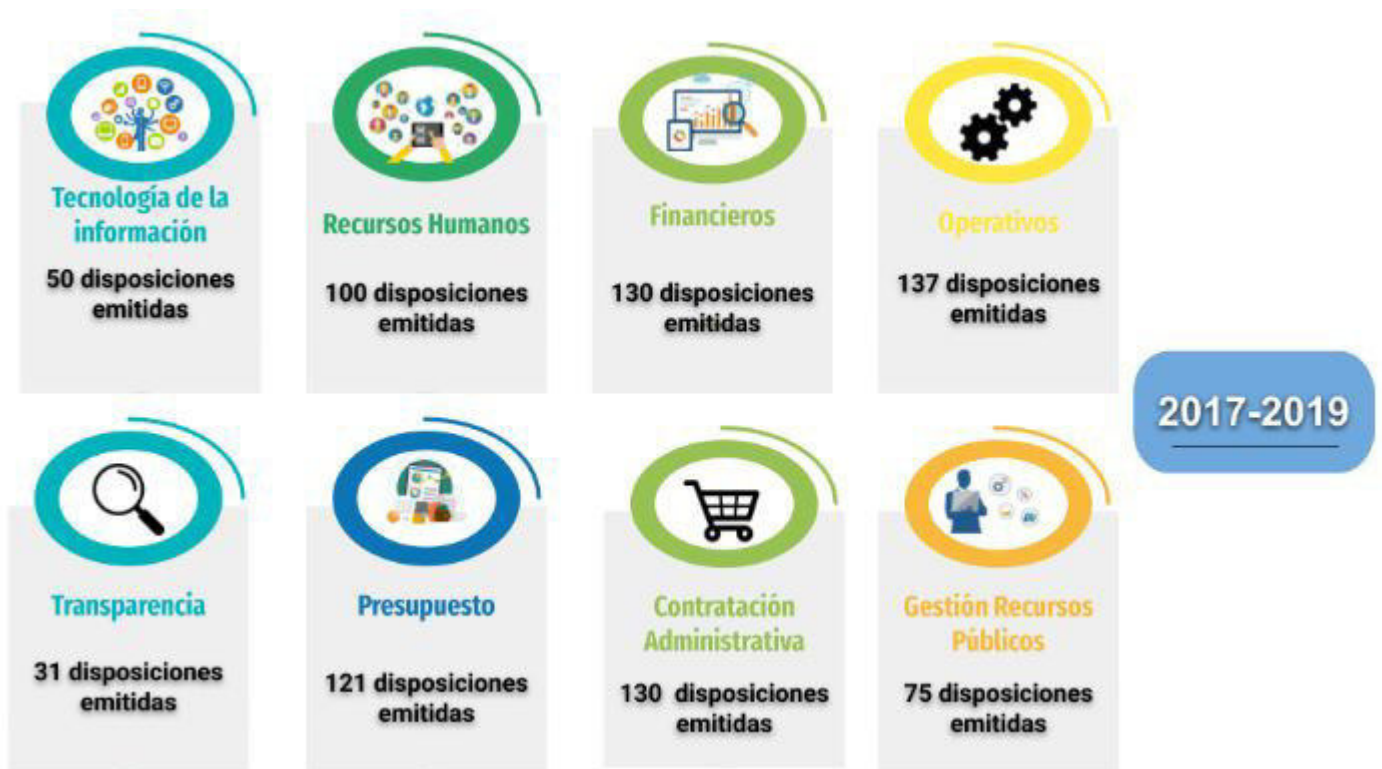 Tecnología de la
información
50 disposiciones
emitidas
Recursos Humanos
100 disposiciones
emitidas
Financieros
130 disposiciones
emitidas
Operativos
137 disposiciones
emitidas
2017-2019
Transparencia
31 disposiciones
emitidas
Presupuesto
121 disposiciones
emitidas
Contratación
Administrativa
130 disposiciones
emitidas
Gestión Recursos
Públicos
75 disposiciones
emitidas